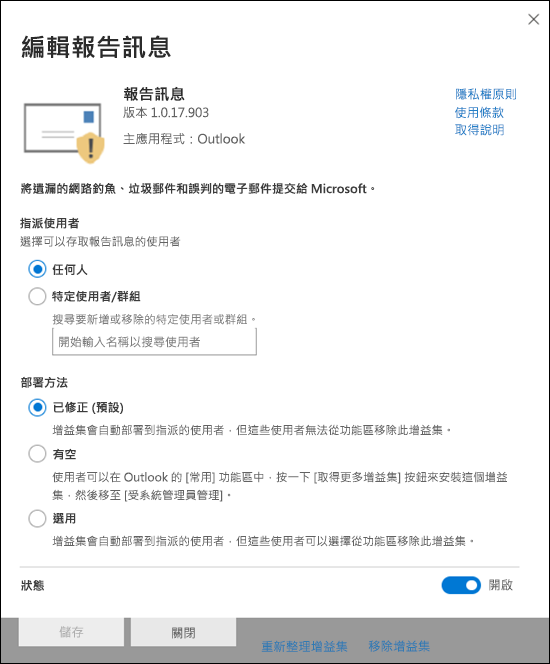 編輯報告訊息
報告訊息
版本 1.0.17.903
主應用程式：Outlook
隱私權原則
使用條款
取得說明
將遺漏的網路釣魚、垃圾郵件和誤判的電子郵件提交給 Microsoft。
指派使用者
選擇可以存取報告訊息的使用者
任何人
特定使用者/群組
搜尋要新增或移除的特定使用者或群組。
開始輸入名稱以搜尋使用者
部署方法
已修正 (預設)
增益集會自動部署到指派的使用者，但這些使用者無法從功能區移除此增益集。
有空
使用者可以在 Outlook 的 [常用] 功能區中，按一下 [取得更多增益集] 按鈕來安裝這個增益
集，然後移至 [受系統管理員管理]。
選用
增益集會自動部署到指派的使用者，但這些使用者可以選擇從功能區移除此增益集。
狀態
開啟
儲存
關閉
重新整理增益集
移除增益集